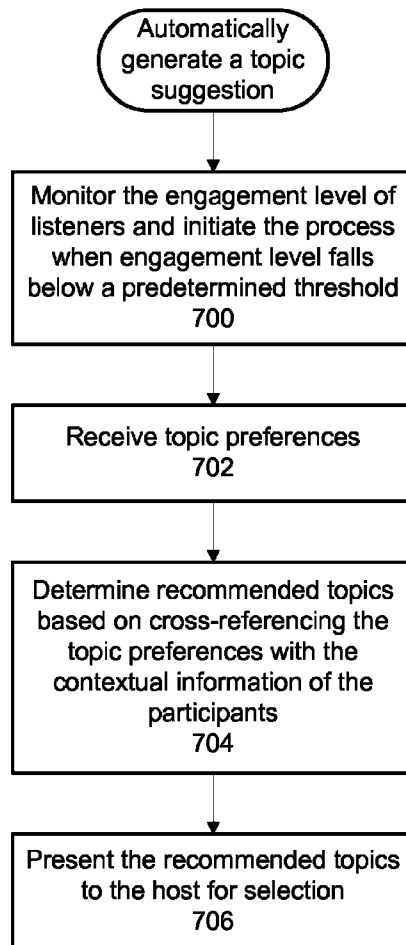 Automatically
generate a topic
suggestion
Monitor the engagement level of
listeners and initiate the process
when engagement level falls
below a predetermined threshold
700
Receive topic preferences
702
Determine recommended topics
based on cross-referencing the
topic preferences with the
contextual information of the
participants
704
Present the recommended topics
to the host for selection
706